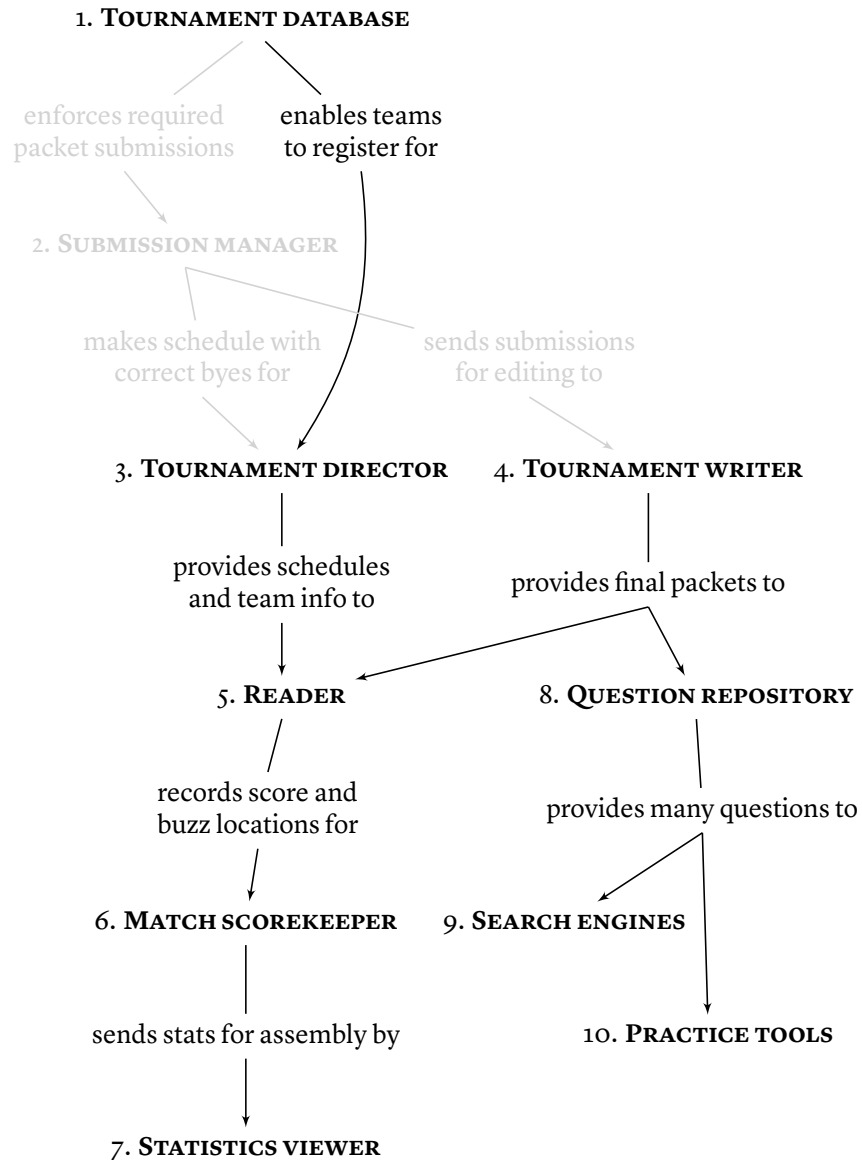 1. Tournament database
enforces required
packet submissions
enables teams
to register for
2. Submission manager
makes schedule with
correct byes for
sends submissions
for editing to
3. Tournament director
4. Tournament writer
provides schedules
and team info to
provides final packets to
5. Reader
8. Question repository
records score and
buzz locations for
provides many questions to
6. Match scorekeeper
9. Search engines
sends stats for assembly by
10. Practice tools
7. Statistics viewer